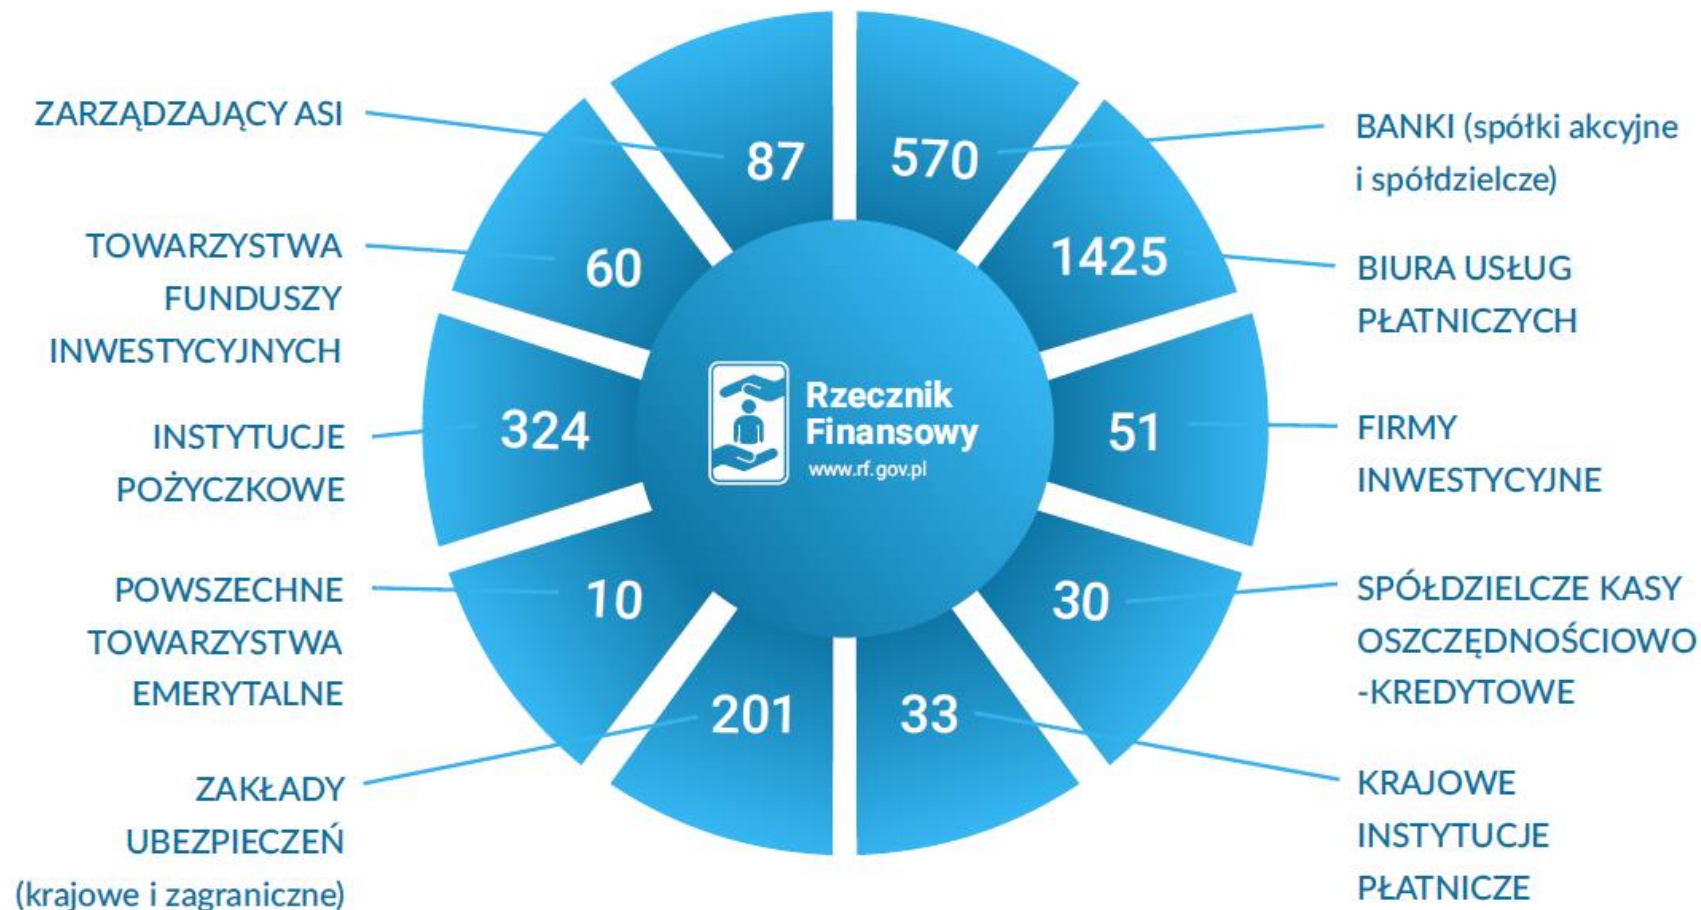 ZARZĄDZAJĄCY ASI
87
TOWARZYSTWA
FUNDUSZY
INWESTYCYJNYCH
60
INSTYTUCJE
POŻYCZKOWE
324
POWSZECHNE
TOWARZYSTWA
EMERYTALNE
10
ZAKŁADY
UBEZPIECZEŃ
(krajowe i zagraniczne)
201
Rzecznik
Finansowy
www.rf.gov.pl
570
BANKI (spółki akcyjne
i spółdzielcze)
1425
BIURA USŁUG
PŁATNICZYCH
51
FIRMY
INWESTYCYJNE
30
SPÓŁDZIELCZE KASY
OSZCZĘDNOŚCIOWO
-KREDYTOWE
33
KRAJOWE
INSTYTUCJE
PŁATNICZE